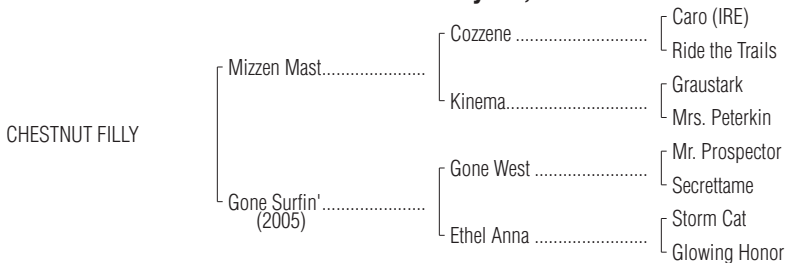 Caro (IRE)
Cozzene ...........................
Ride the Trails
Mizzen Mast......................
Graustark
Kinema.............................
Mrs. Peterkin
CHESTNUT FILLY
Mr. Prospector
Gone West .......................
Secrettame
Gone Surfin'......................
(2005)
Storm Cat
Ethel Anna .......................
Glowing Honor